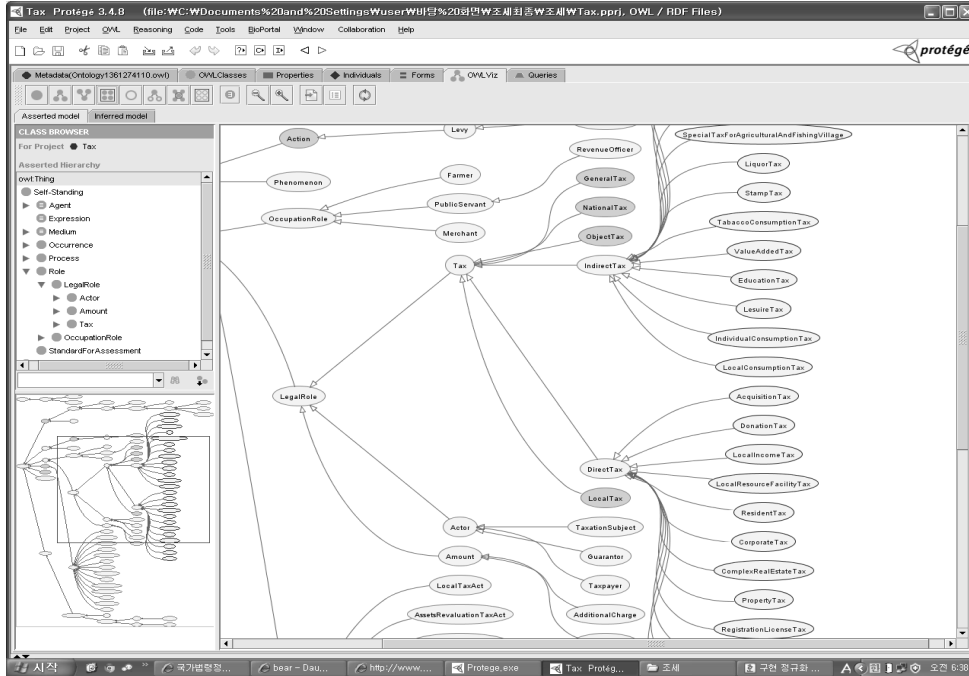 Tax Protégé 3.4.8 (file:₩C:₩Documents%20and%20Settings₩user₩바탕%20화면₩조세최종₩조세₩Tax.pprj, OWL / RDF Files)
File Edit Project OWL Reasoning Code Tools BioPortal Window Collaboration Help
protégé
Metadata(Ontology1361274110.owl) OWLClasses Properties Individuals Forms OWLViz Queries
Asserted model Inferred model
CLASS BROWSER
For Project Tax
Asserted Hierarchy
owl:Thing
Self-Standing
Agent
Expression
Medium
Occurrence
Process
Role
LegalRole
Actor
Amount
Tax
OccupationRole
StandardForAssessment
Action
Levy
SpecialTaxForAgriculturalAndFishingVillage
RevenueOfficer
LiquorTax
Phenomenon
Farmer
GeneralTax
StampTax
PublicServant
NationalTax
OccupationRole
TabaccoConsumptionTax
Merchant
ObjectTax
ValueAddedTax
Tax
IndirectTax
EducationTax
LesuireTax
IndividualConsumptionTax
LocalConsumptionTax
LegalRole
AcquisitionTax
DonationTax
LocalIncomeTax
DirectTax
LocalResourceFacilityTax
LocalTax
ResidentTax
Actor
TaxationSubject
CorporateTax
Amount
Guarantor
ComplexRealEstateTax
LocalTaxAct
Taxpayer
PropertyTax
AssetsRevaluationTaxAct
AdditionalCharge
RegistrationLicenseTax
시작 국가법령정... bear - Dau... http://www.... Protege.exe Tax Protég... 조세 구현 정규화 ... A 오전 6:38